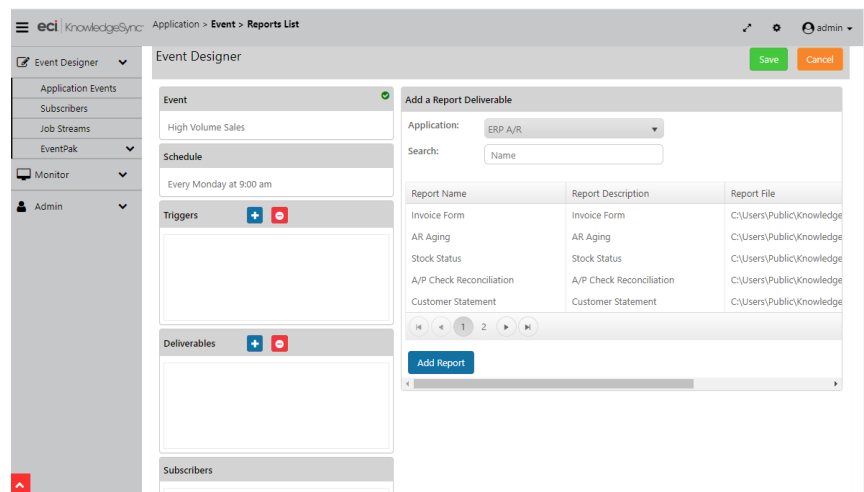 eci KnowledgeSync
Application > Event > Reports List
admin
Event Designer
Application Events
Subscribers
Job Streams
EventPak
Monitor
Admin
Event Designer
Save
Cancel
Event
High Volume Sales
Schedule
Every Monday at 9:00 am
Triggers
Deliverables
Subscribers
Add a Report Deliverable
Application: ERP A/R
Search: Name
Report Name Report Description Report File
Invoice Form Invoice Form C:\Users\Public\Knowledge
AR Aging AR Aging C:\Users\Public\Knowledge
Stock Status Stock Status C:\Users\Public\Knowledge
A/P Check Reconciliation A/P Check Reconciliation C:\Users\Public\Knowledge
Customer Statement Customer Statement C:\Users\Public\Knowledge
1 2
Add Report